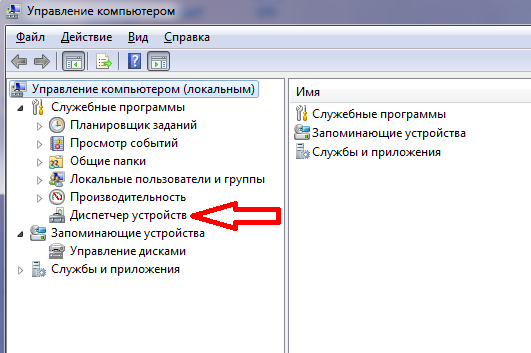 Управление компьютером
Файл Действие Вид Справка
Управление компьютером (локальным)
Служебные программы
Планировщик заданий
Просмотр событий
Общие папки
Локальные пользователи и группы
Производительность
Диспетчер устройств
Запоминающие устройства
Управление дисками
Службы и приложения
Имя
Служебные программы
Запоминающие устройства
Службы и приложения